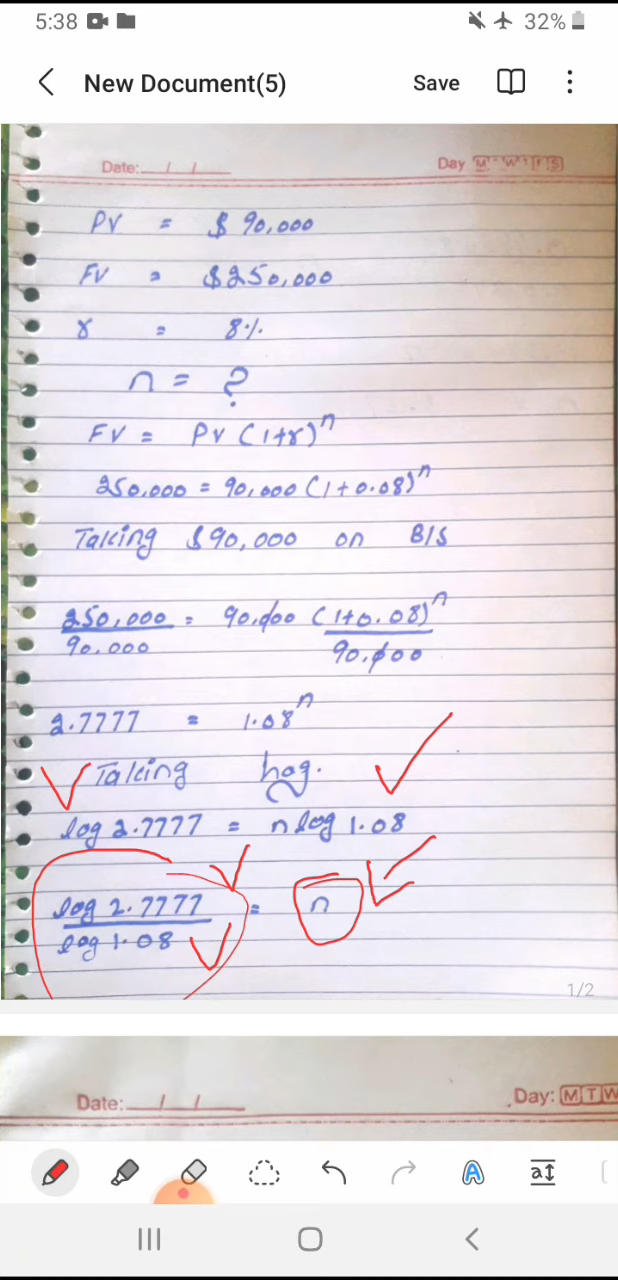 5:38 32%
New Document(5) Save
Date: / / Day M T W T F S
PV = $ 90,000
FV = $250,000
r = 8%
n = ?
FV = PV (1+r)ⁿ
250,000 = 90,000 (1+0.08)ⁿ
Taking $90,000 on B/S
250,000 = 90,000 (1+0.08)ⁿ
90,000 90,000
2.7777 = 1.08ⁿ
Taking log.
log 2.7777 = n log 1.08
log 2.7777 = n
log 1.08
1/2
Date: / / Day: M T W
A a